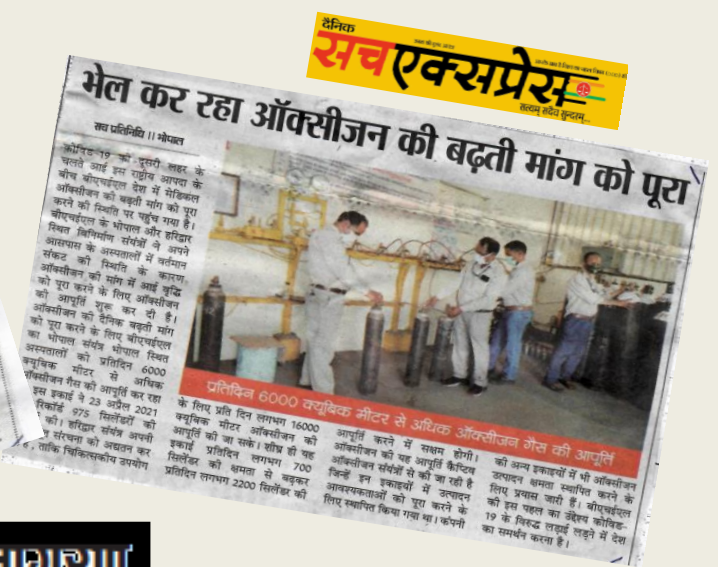 दैनिक
सच एक्सप्रेस
सत्यम् सदैव सुन्दरम्...
भेल कर रहा ऑक्सीजन की बढ़ती मांग को पूरा
सच प्रतिनिधि ।। भोपाल
कोविड 19 की दूसरी लहर के
चलते आई इस राष्ट्रीय आपदा के
बीच बीएचईएल देश में मेडिकल
ऑक्सीजन की बढ़ती मांग को पूरा
करने की स्थिति पर पहुंच गया है।
बीएचईएल के भोपाल और हरिद्वार
स्थित विनिर्माण संयंत्रों ने अपने
आसपास के अस्पतालों में वर्तमान
संकट की स्थिति के कारण
ऑक्सीजन की मांग में आई वृद्धि
को पूरा करने के लिए ऑक्सीजन
की आपूर्ति शुरू कर दी है।
ऑक्सीजन की दैनिक बढ़ती मांग
को पूरा करने के लिए बीएचईएल
का भोपाल संयंत्र भोपाल स्थित
अस्पतालों को प्रतिदिन 6000
क्यूबिक मीटर से अधिक
ऑक्सीजन गैस की आपूर्ति कर रहा
इस इकाई ने 23 अप्रैल 2021
रिकॉर्ड 975 सिलेंडरों की
की। हरिद्वार संयंत्र अपनी
संरचना को अद्यतन कर
, ताकि चिकित्सकीय उपयोग
प्रतिदिन 6000 क्यूबिक मीटर से अधिक ऑक्सीजन गैस की आपूर्ति
के लिए प्रति दिन लगभग 16000
क्यूबिक मीटर ऑक्सीजन की
आपूर्ति की जा सके। शीघ्र ही यह
इकाई प्रतिदिन लगभग 700
सिलेंडर की क्षमता से बढ़कर
प्रतिदिन लगभग 2200 सिलेंडर की
आपूर्ति करने में सक्षम होगी।
ऑक्सीजन की यह आपूर्ति कैप्टिव
ऑक्सीजन संयंत्रों से की जा रही है
जिन्हें इन इकाइयों में उत्पादन
आवश्यकताओं को पूरा करने के
लिए स्थापित किया गया था। कंपनी
की अन्य इकाइयों में भी ऑक्सीजन
उत्पादन क्षमता स्थापित करने के
लिए प्रयास जारी हैं। बीएचईएल
की इस पहल का उद्देश्य कोविड-
19 के विरुद्ध लड़ाई लड़ने में देश
का समर्थन करना है।